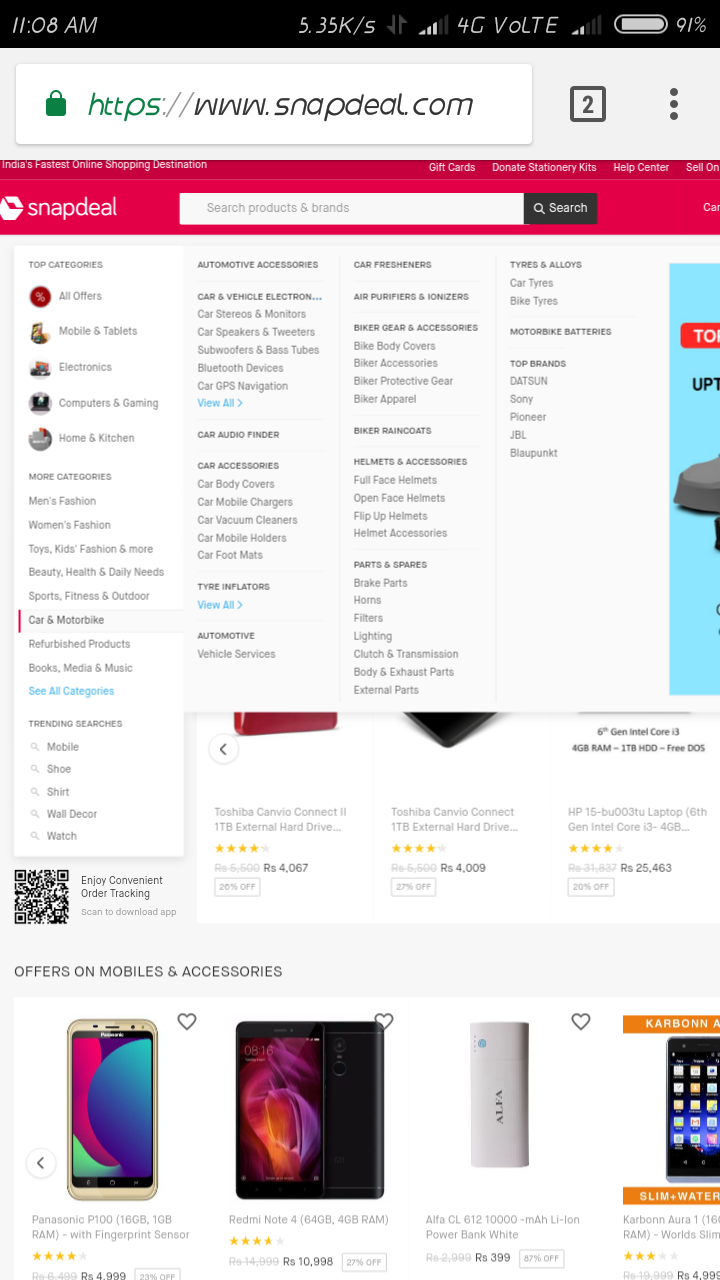 11:08 AM 5.35K/s 4G VoLTE 91%
https://www.snapdeal.com 2
India's Fastest Online Shopping Destination Gift Cards Donate Stationery Kits Help Center Sell On
snapdeal Search products & brands Search Car
TOP CATEGORIES
All Offers
Mobile & Tablets
Electronics
Computers & Gaming
Home & Kitchen
MORE CATEGORIES
Men's Fashion
Women's Fashion
Toys, Kids' Fashion & more
Beauty, Health & Daily Needs
Sports, Fitness & Outdoor
Car & Motorbike
Refurbished Products
Books, Media & Music
See All Categories
TRENDING SEARCHES
Mobile
Shoe
Shirt
Wall Decor
Watch
AUTOMOTIVE ACCESSORIES
CAR & VEHICLE ELECTRON...
Car Stereos & Monitors
Car Speakers & Tweeters
Subwoofers & Bass Tubes
Bluetooth Devices
Car GPS Navigation
View All >
CAR AUDIO FINDER
CAR ACCESSORIES
Car Body Covers
Car Mobile Chargers
Car Vacuum Cleaners
Car Mobile Holders
Car Foot Mats
TYRE INFLATORS
View All >
AUTOMOTIVE
Vehicle Services
CAR FRESHENERS
AIR PURIFIERS & IONIZERS
BIKER GEAR & ACCESSORIES
Bike Body Covers
Biker Accessories
Biker Protective Gear
Biker Apparel
BIKER RAINCOATS
HELMETS & ACCESSORIES
Full Face Helmets
Open Face Helmets
Flip Up Helmets
Helmet Accessories
PARTS & SPARES
Brake Parts
Horns
Filters
Lighting
Clutch & Transmission
Body & Exhaust Parts
External Parts
TYRES & ALLOYS
Car Tyres
Bike Tyres
MOTORBIKE BATTERIES
TOP BRANDS
DATSUN
Sony
Pioneer
JBL
Blaupunkt
TO
UPT
Enjoy Convenient
Order Tracking
Scan to download app
Toshiba Canvio Connect II
1TB External Hard Drive...
Rs 5,500 Rs 4,067
26% OFF
Toshiba Canvio Connect
1TB External Hard Drive...
Rs 5,500 Rs 4,009
27% OFF
6th Gen Intel Core i3
4GB RAM – 1TB HDD – Free DOS
HP 15-bu003tu Laptop (6th
Gen Intel Core i3- 4GB...
Rs 31,837 Rs 25,463
20% OFF
OFFERS ON MOBILES & ACCESSORIES
Panasonic
Panasonic P100 (16GB, 1GB
RAM) - with Fingerprint Sensor
Rs 6,499 Rs 4,999 23% OFF
08:16
Redmi Note 4 (64GB, 4GB RAM)
Rs 14,999 Rs 10,998 27% OFF
ALFA
Alfa CL 612 10000 -mAh Li-Ion
Power Bank White
Rs 2,999 Rs 399 87% OFF
KARBONN A
SLIM+WATER
Karbonn Aura 1 (16G
RAM) - Worlds Slim
Rs 19,999 Rs 4,999